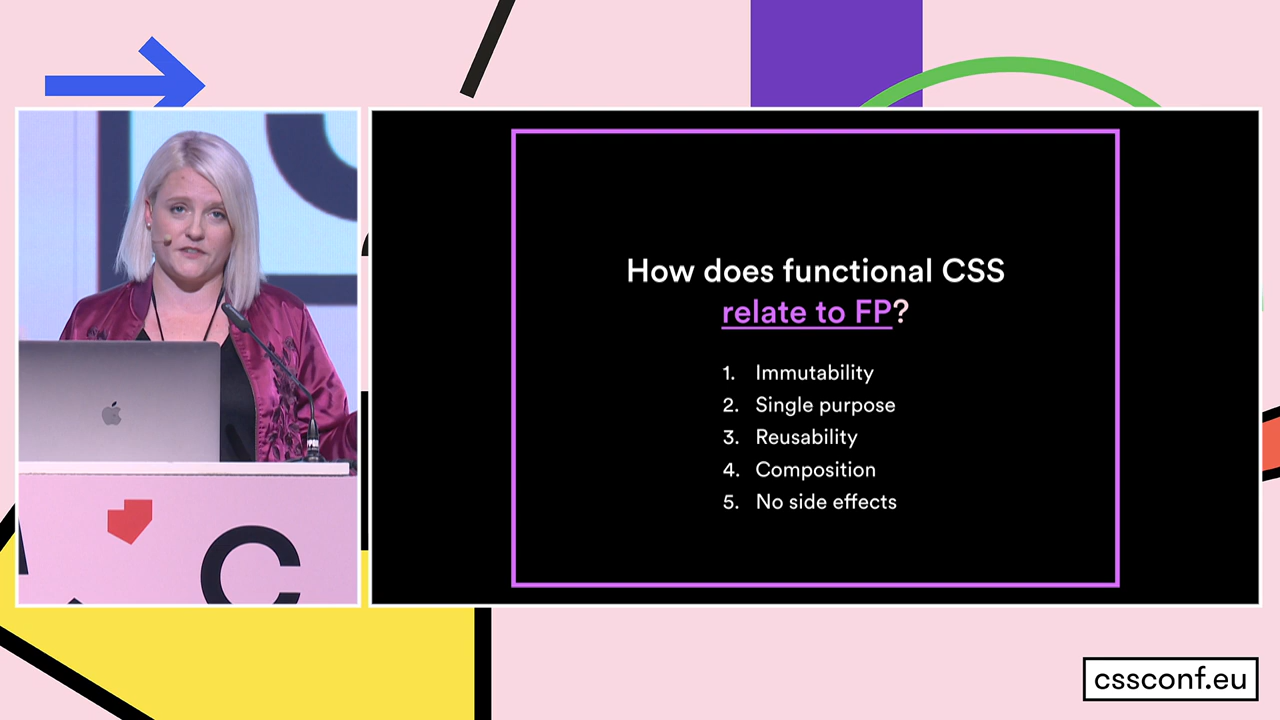 How does functional CSS
relate to FP?
1. Immutability
2. Single purpose
3. Reusability
4. Composition
5. No side effects
C
cssconf.eu